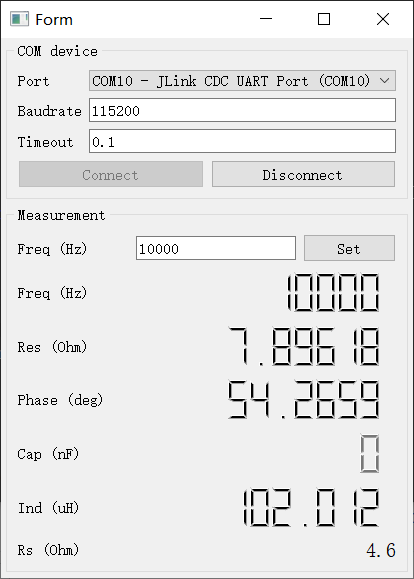 Form
COM device
Port COM10 - JLink CDC UART Port (COM10)
Baudrate 115200
Timeout 0.1
Connect Disconnect
Measurement
Freq (Hz) 10000 Set
Freq (Hz) 10000
Res (Ohm) 7.89618
Phase (deg) 54.2659
Cap (nF) 0
Ind (uH) 102.012
Rs (Ohm) 4.6